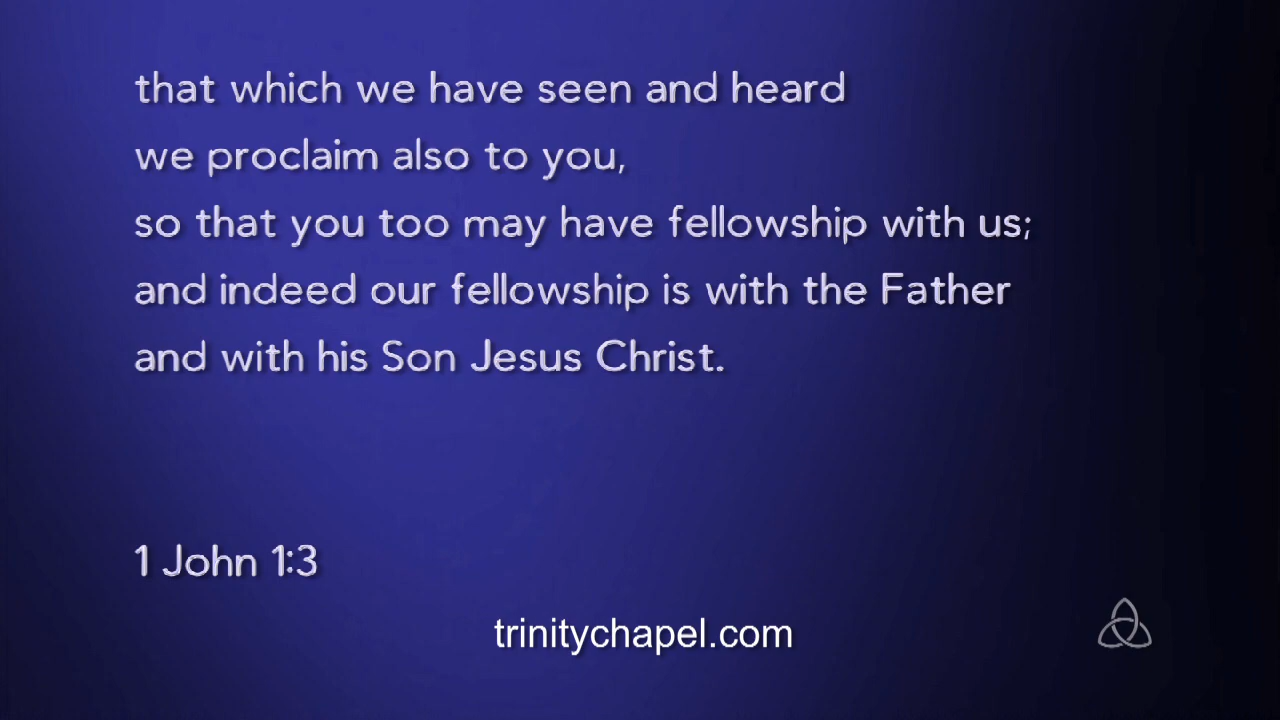 that which we have seen and heard
we proclaim also to you,
so that you too may have fellowship with us;
and indeed our fellowship is with the Father
and with his Son Jesus Christ.
1 John 1:3
trinitychapel.com